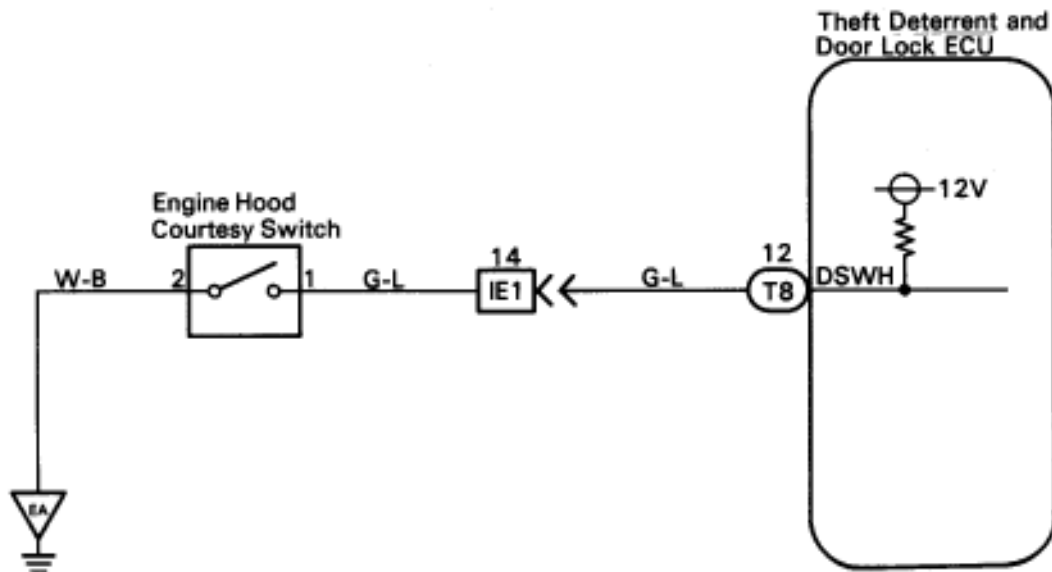 Theft Deterrent and
Door Lock ECU
12V
Engine Hood
Courtesy Switch
W-B 2 1 G-L 14 IE1 G-L 12 T8 DSWH
EA